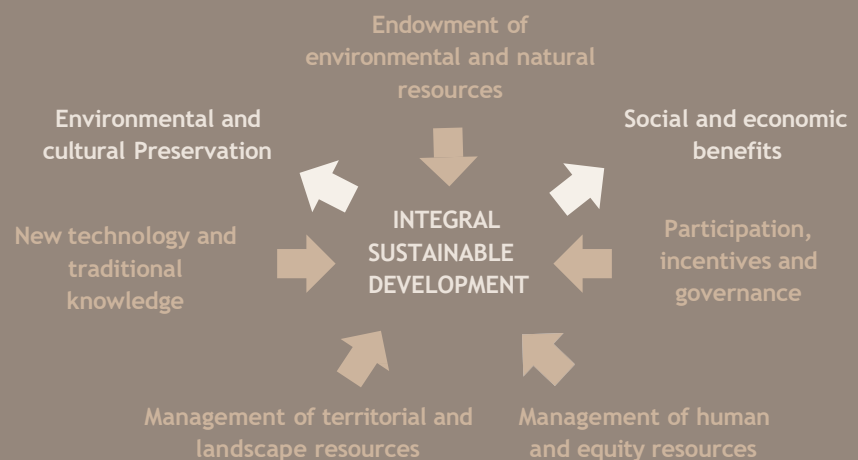 Endowment of
environmental and natural
resources
Environmental and
cultural Preservation
Social and economic
benefits
INTEGRAL
SUSTAINABLE
DEVELOPMENT
New technology and
traditional
knowledge
Participation,
incentives and
governance
Management of territorial and
landscape resources
Management of human
and equity resources